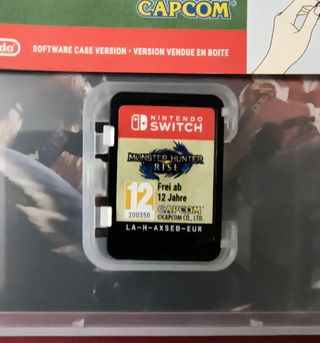 CAPCOM
SOFTWARE CASE VERSION • VERSION VENDUE EN BOITE
NINTENDO
SWITCH
MONSTER HUNTER
RISE
12
200350
Frei ab
12 Jahre
CAPCOM
©CAPCOM CO., LTD.
LA-H-AXSEB-EUR